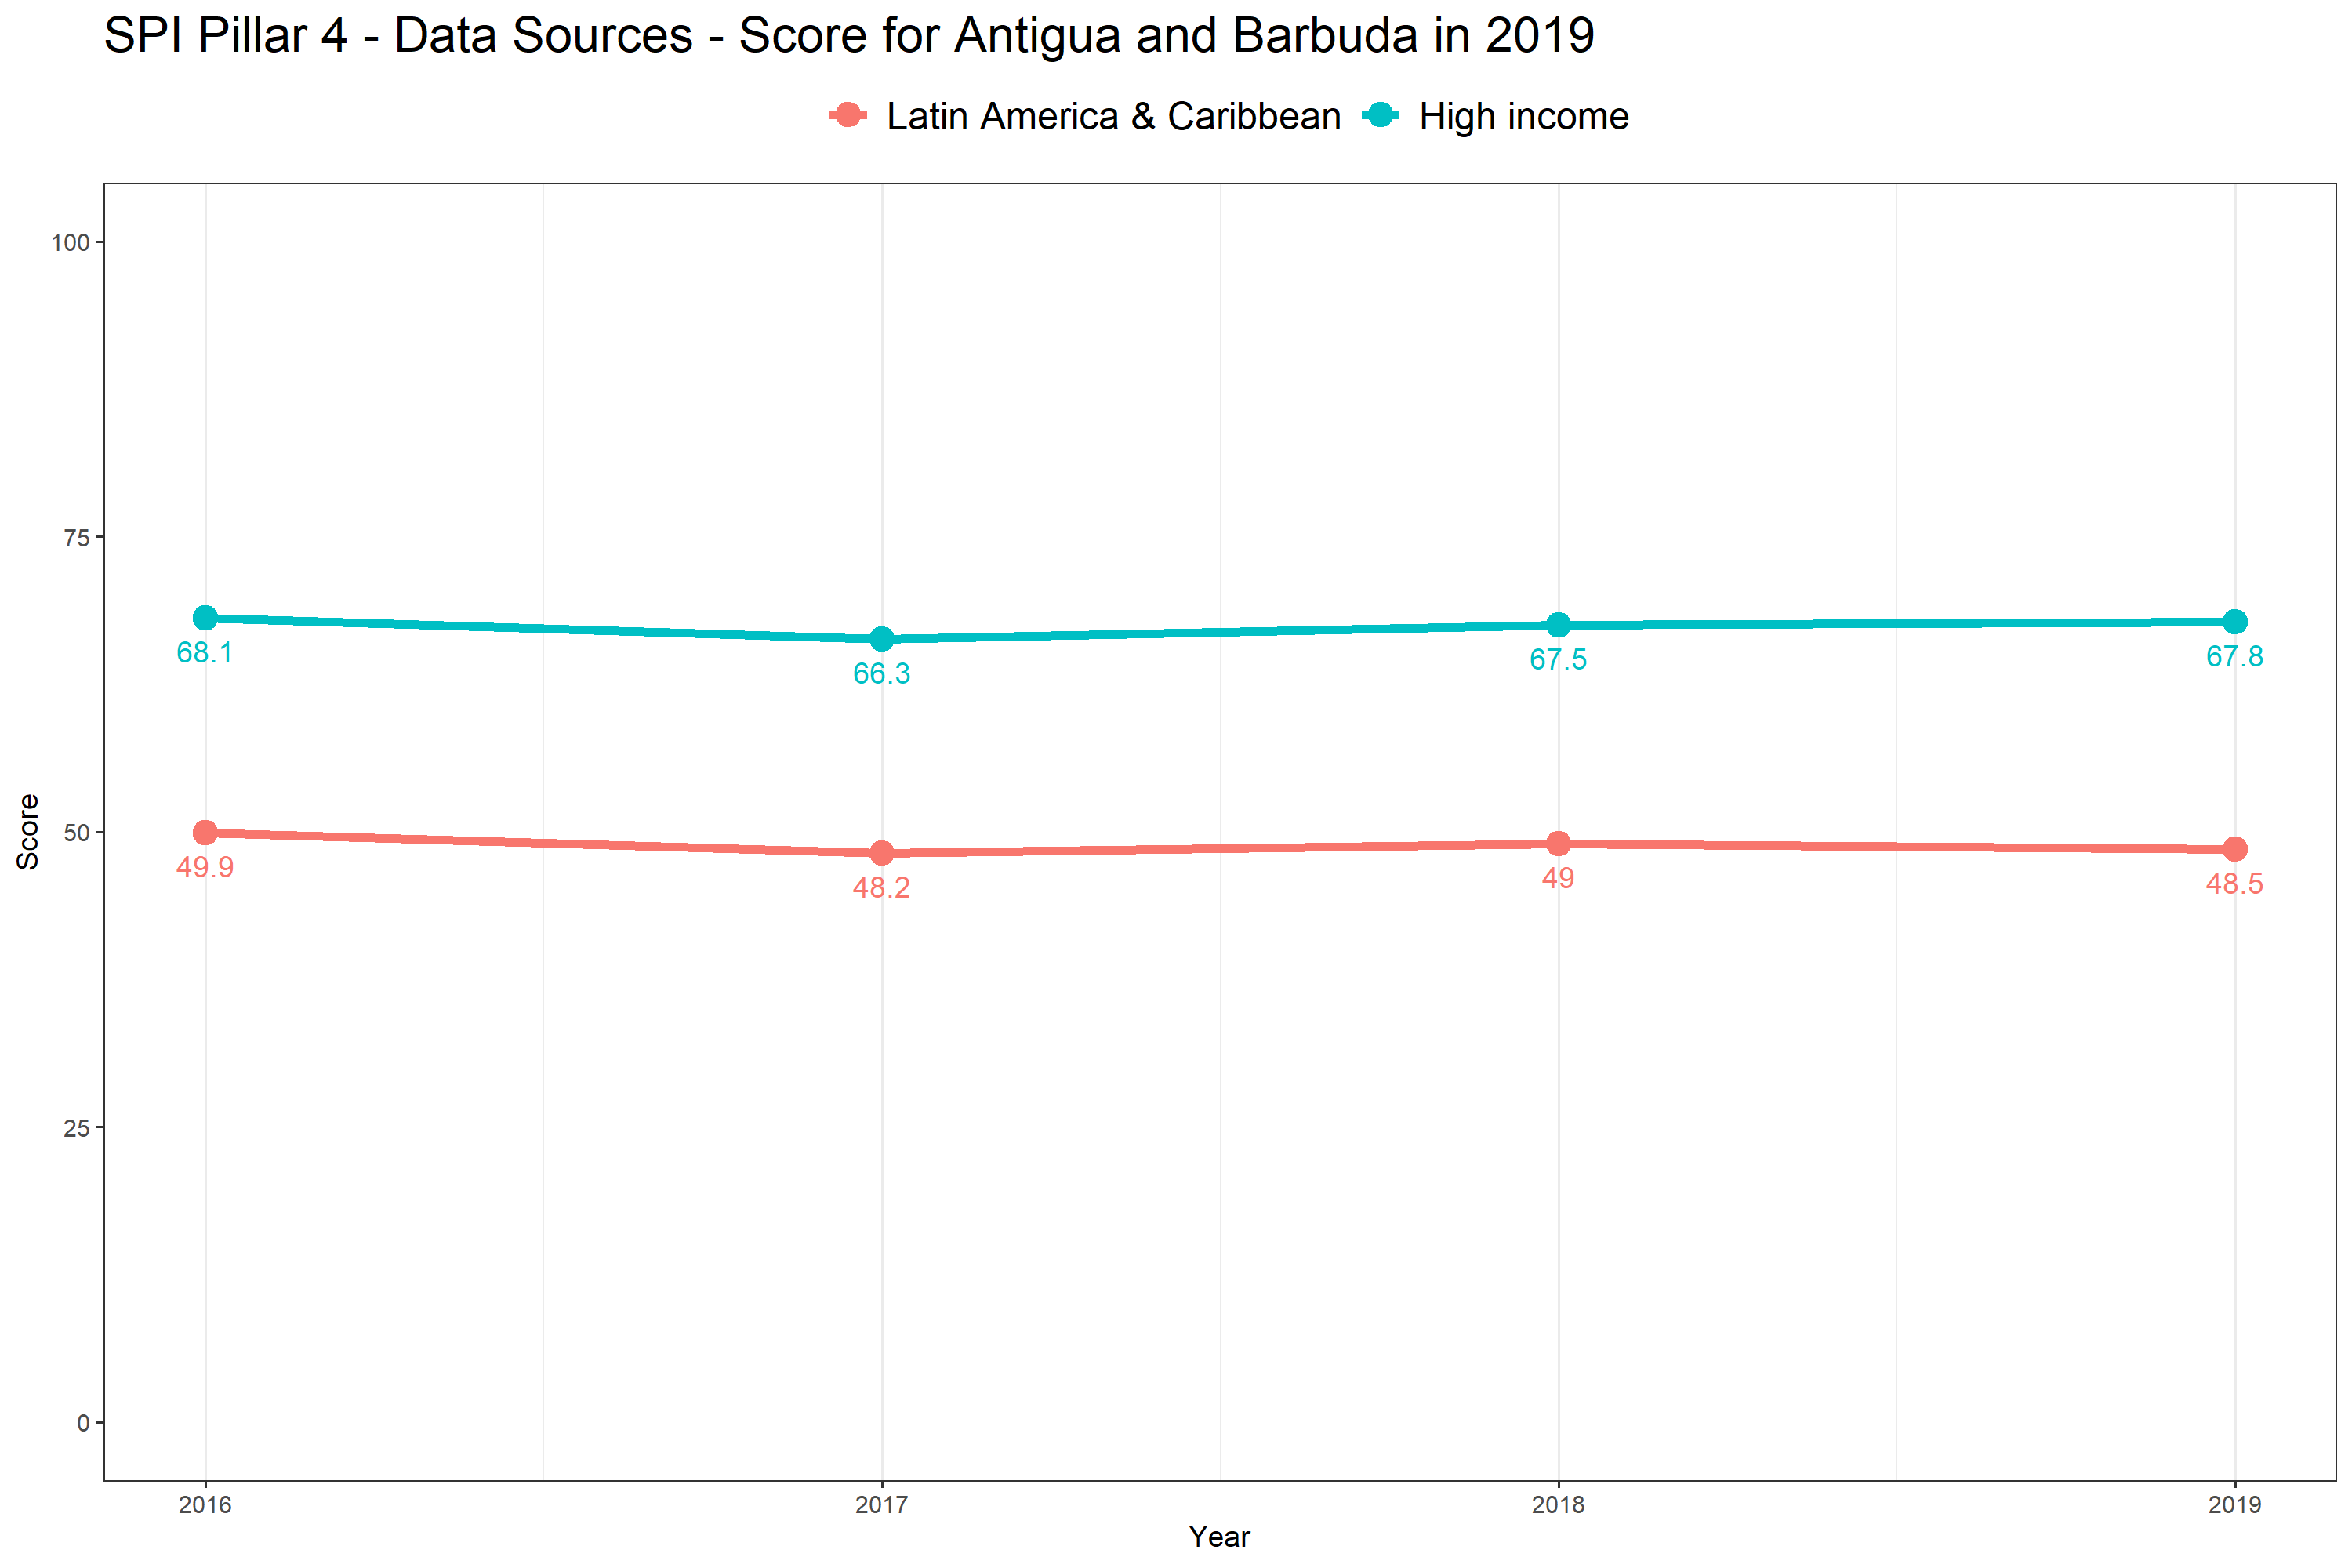 SPI Pillar 4 - Data Sources - Score for Antigua and Barbuda in 2019
Latin America & Caribbean High income
100
75
50
25
0
Score
68.1
66.3
67.5
67.8
49.9
48.2
49
48.5
2016 2017 2018 2019
Year